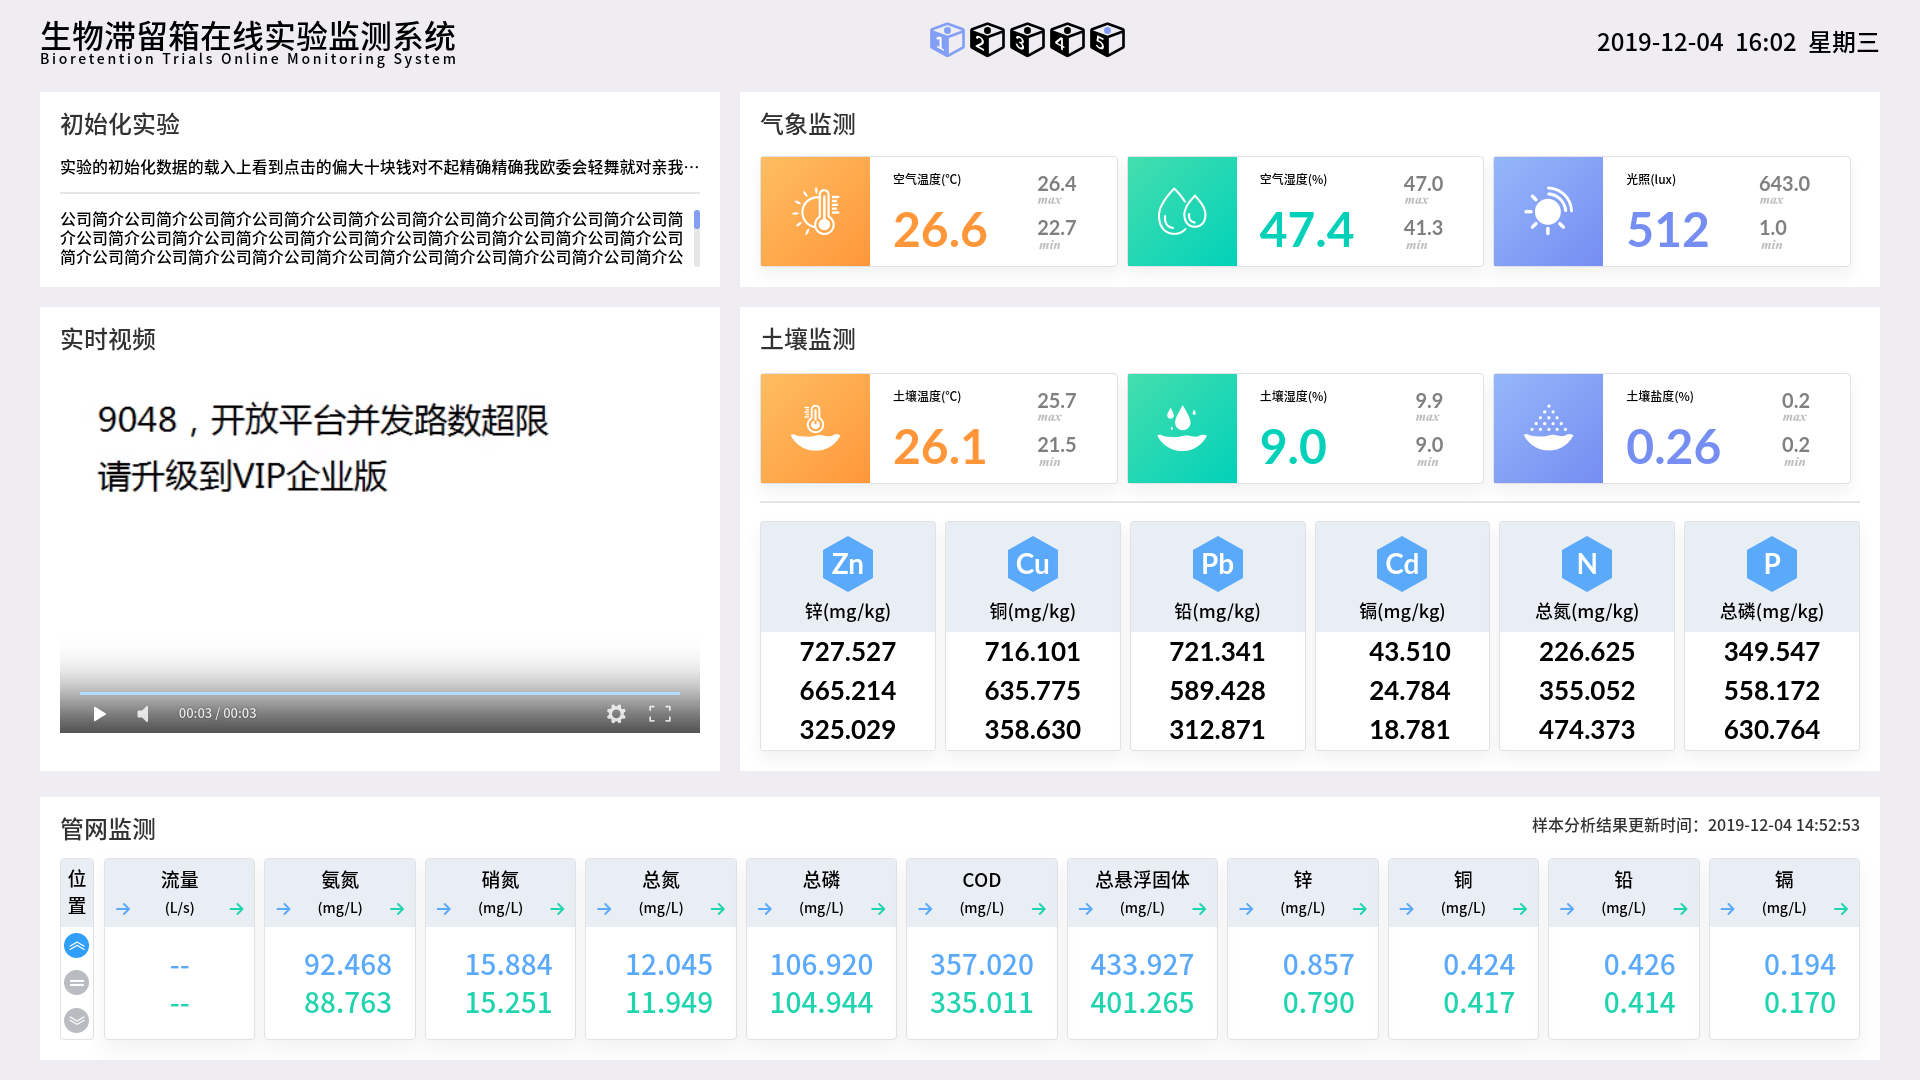 生物滞留箱在线实验监测系统
Bioretention Trials Online Monitoring System
1 2 3 4 5
2019-12-04 16:02 星期三
初始化实验
实验的初始化数据的载入上看到点击的偏大十块钱对不起精确精确我欧委会轻舞就对亲我…
公司简介公司简介公司简介公司简介公司简介公司简介公司简介公司简介公司简介公司简
介公司简介公司简介公司简介公司简介公司简介公司简介公司简介公司简介公司简介公司
简介公司简介公司简介公司简介公司简介公司简介公司简介公司简介公司简介公司简介公
气象监测
空气温度(℃)
26.6
26.4
max
22.7
min
空气湿度(%)
47.4
47.0
max
41.3
min
光照(lux)
512
643.0
max
1.0
min
实时视频
9048，开放平台并发路数超限
请升级到VIP企业版
00:03 / 00:03
土壤监测
土壤温度(℃)
26.1
25.7
max
21.5
min
土壤湿度(%)
9.0
9.9
max
9.0
min
土壤盐度(%)
0.26
0.2
max
0.2
min
Zn Cu Pb Cd N P
锌(mg/kg) 铜(mg/kg) 铅(mg/kg) 镉(mg/kg) 总氮(mg/kg) 总磷(mg/kg)
727.527 716.101 721.341 43.510 226.625 349.547
665.214 635.775 589.428 24.784 355.052 558.172
325.029 358.630 312.871 18.781 474.373 630.764
管网监测
样本分析结果更新时间：2019-12-04 14:52:53
位置
流量 氨氮 硝氮 总氮 总磷 COD 总悬浮固体 锌 铜 铅 镉
(L/s) (mg/L) (mg/L) (mg/L) (mg/L) (mg/L) (mg/L) (mg/L) (mg/L) (mg/L) (mg/L)
-- 92.468 15.884 12.045 106.920 357.020 433.927 0.857 0.424 0.426 0.194
-- 88.763 15.251 11.949 104.944 335.011 401.265 0.790 0.417 0.414 0.170